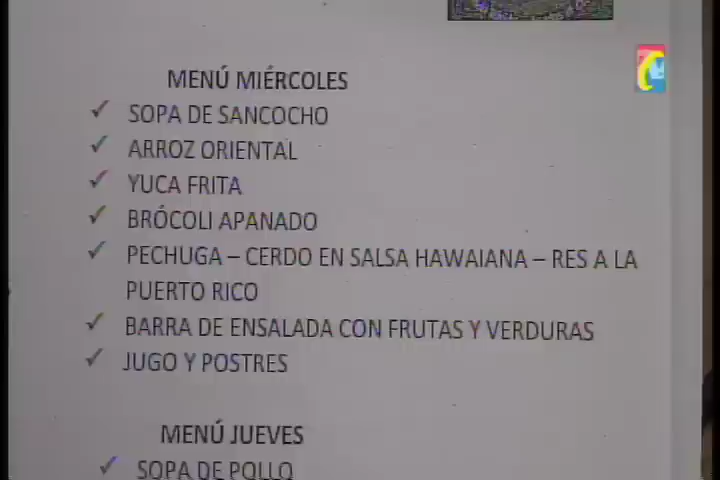 MENÚ MIÉRCOLES
✓ SOPA DE SANCOCHO
✓ ARROZ ORIENTAL
✓ YUCA FRITA
✓ BRÓCOLI APANADO
✓ PECHUGA – CERDO EN SALSA HAWAIANA – RES A LA
PUERTO RICO
✓ BARRA DE ENSALADA CON FRUTAS Y VERDURAS
✓ JUGO Y POSTRES
MENÚ JUEVES
✓ SOPA DE POLLO